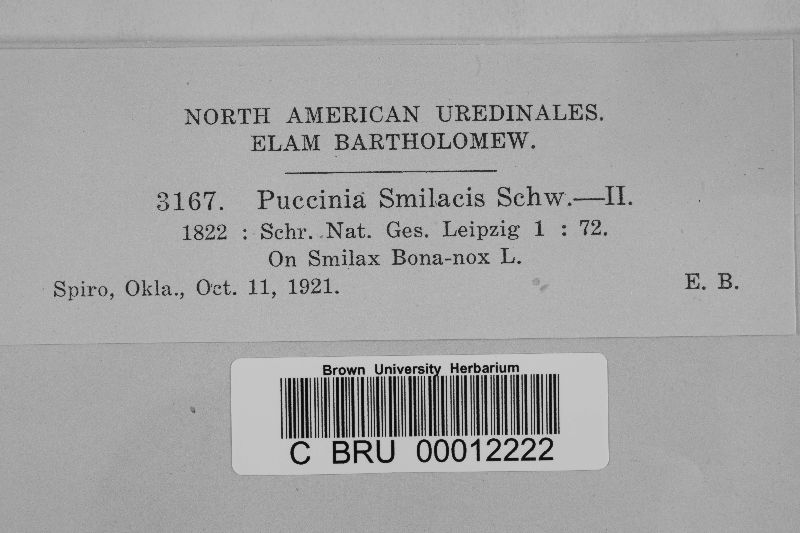 NORTH AMERICAN UREDINALES.
ELAM BARTHOLOMEW.
3167. Puccinia Smilacis Schw.—II.
1822 : Schr. Nat. Ges. Leipzig 1 : 72.
On Smilax Bona-nox L.
Spiro, Okla., Oct. 11, 1921. E. B.
Brown University Herbarium
C BRU 00012222